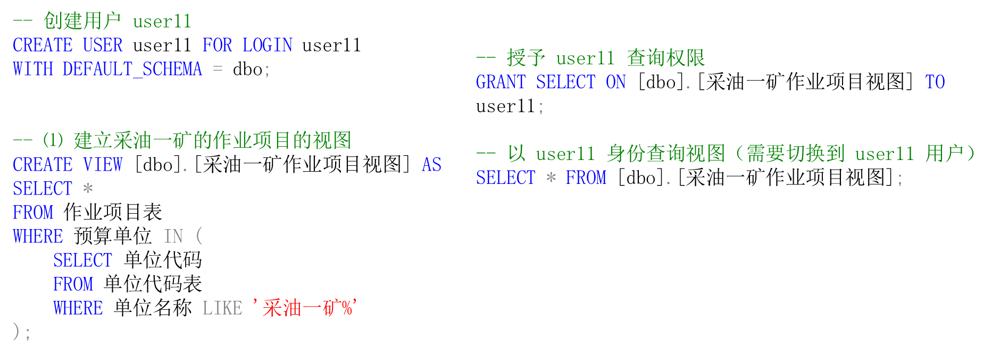 -- 创建用户 user11
CREATE USER user11 FOR LOGIN user11
WITH DEFAULT_SCHEMA = dbo;
-- ⑴ 建立采油一矿的作业项目的视图
CREATE VIEW [dbo].[采油一矿作业项目视图] AS
SELECT *
FROM 作业项目表
WHERE 预算单位 IN (
    SELECT 单位代码
    FROM 单位代码表
    WHERE 单位名称 LIKE '采油一矿%'
);
-- 授予 user11 查询权限
GRANT SELECT ON [dbo].[采油一矿作业项目视图] TO
user11;
-- 以 user11 身份查询视图（需要切换到 user11 用户）
SELECT * FROM [dbo].[采油一矿作业项目视图];